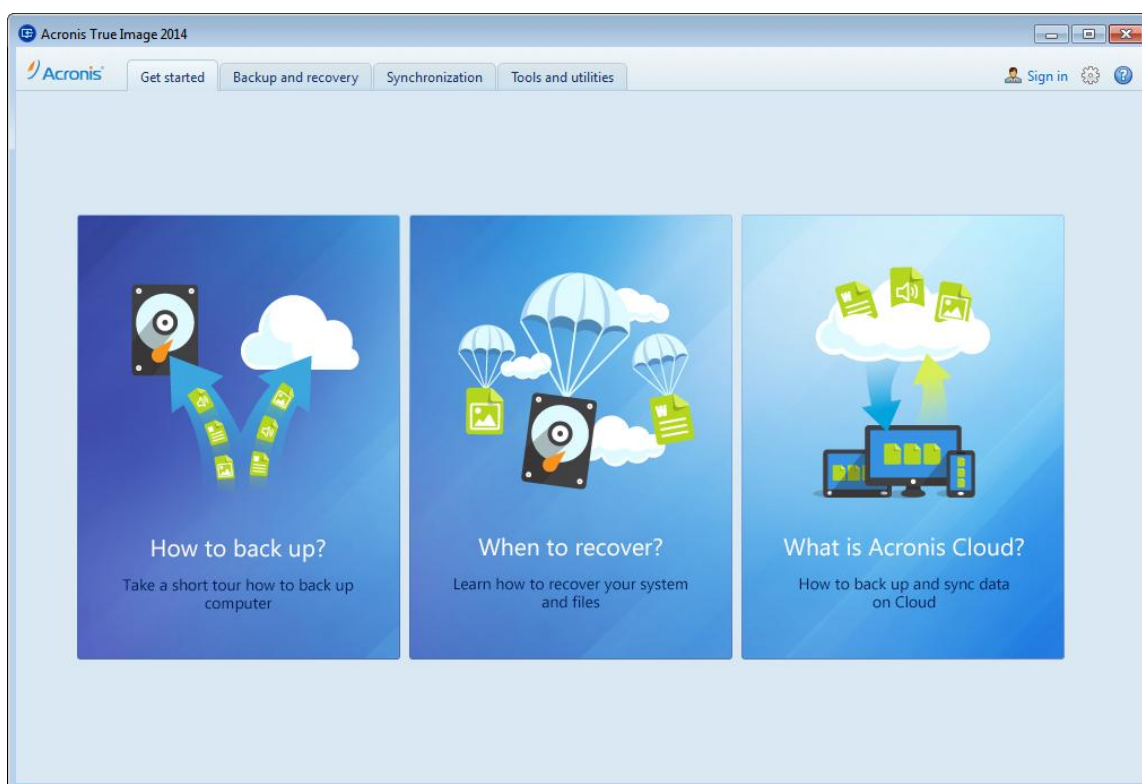 Acronis True Image 2014
Acronis Get started Backup and recovery Synchronization Tools and utilities Sign in
How to back up?
Take a short tour how to back up
computer
When to recover?
Learn how to recover your system
and files
What is Acronis Cloud?
How to back up and sync data
on Cloud